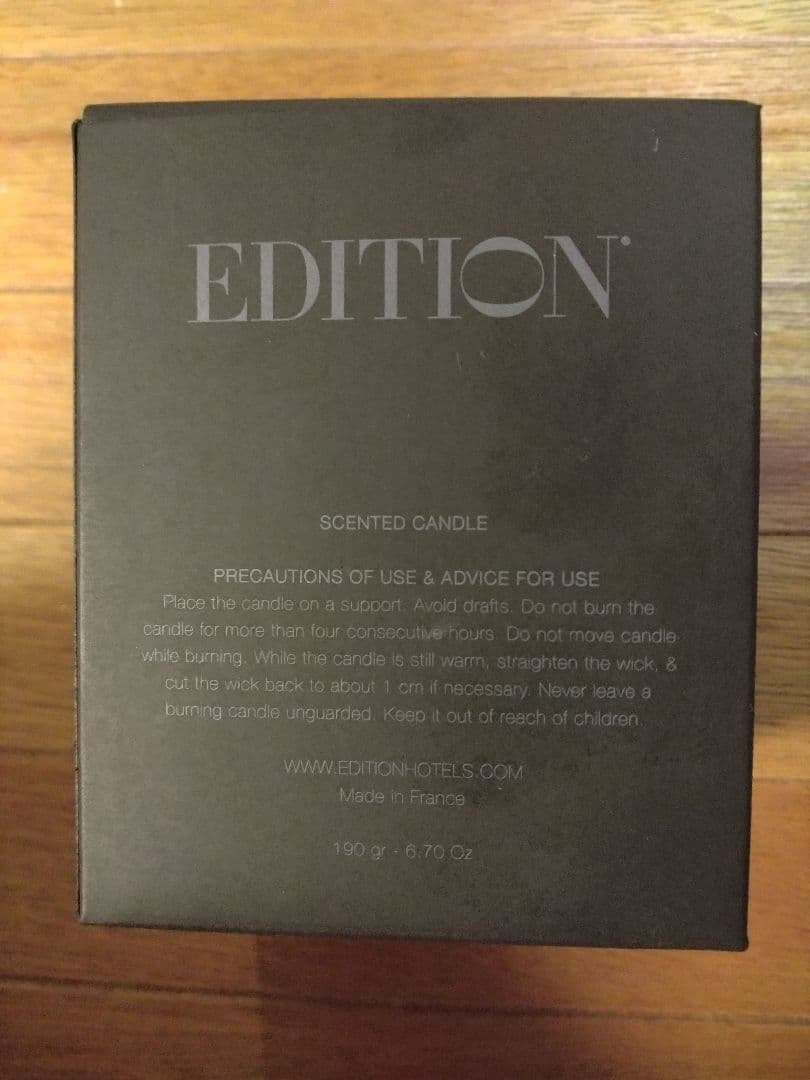 EDITION
SCENTED CANDLE
PRECAUTIONS OF USE & ADVICE FOR USE
Place the candle on a support. Avoid drafts. Do not burn the
candle for more than four consecutive hours. Do not move candle
while burning. While the candle is still warm, straighten the wick, &
cut the wick back to about 1 cm if necessary. Never leave a
burning candle unguarded. Keep it out of reach of children.
WWW.EDITIONHOTELS.COM
Made in France
190 gr - 6.70 Oz